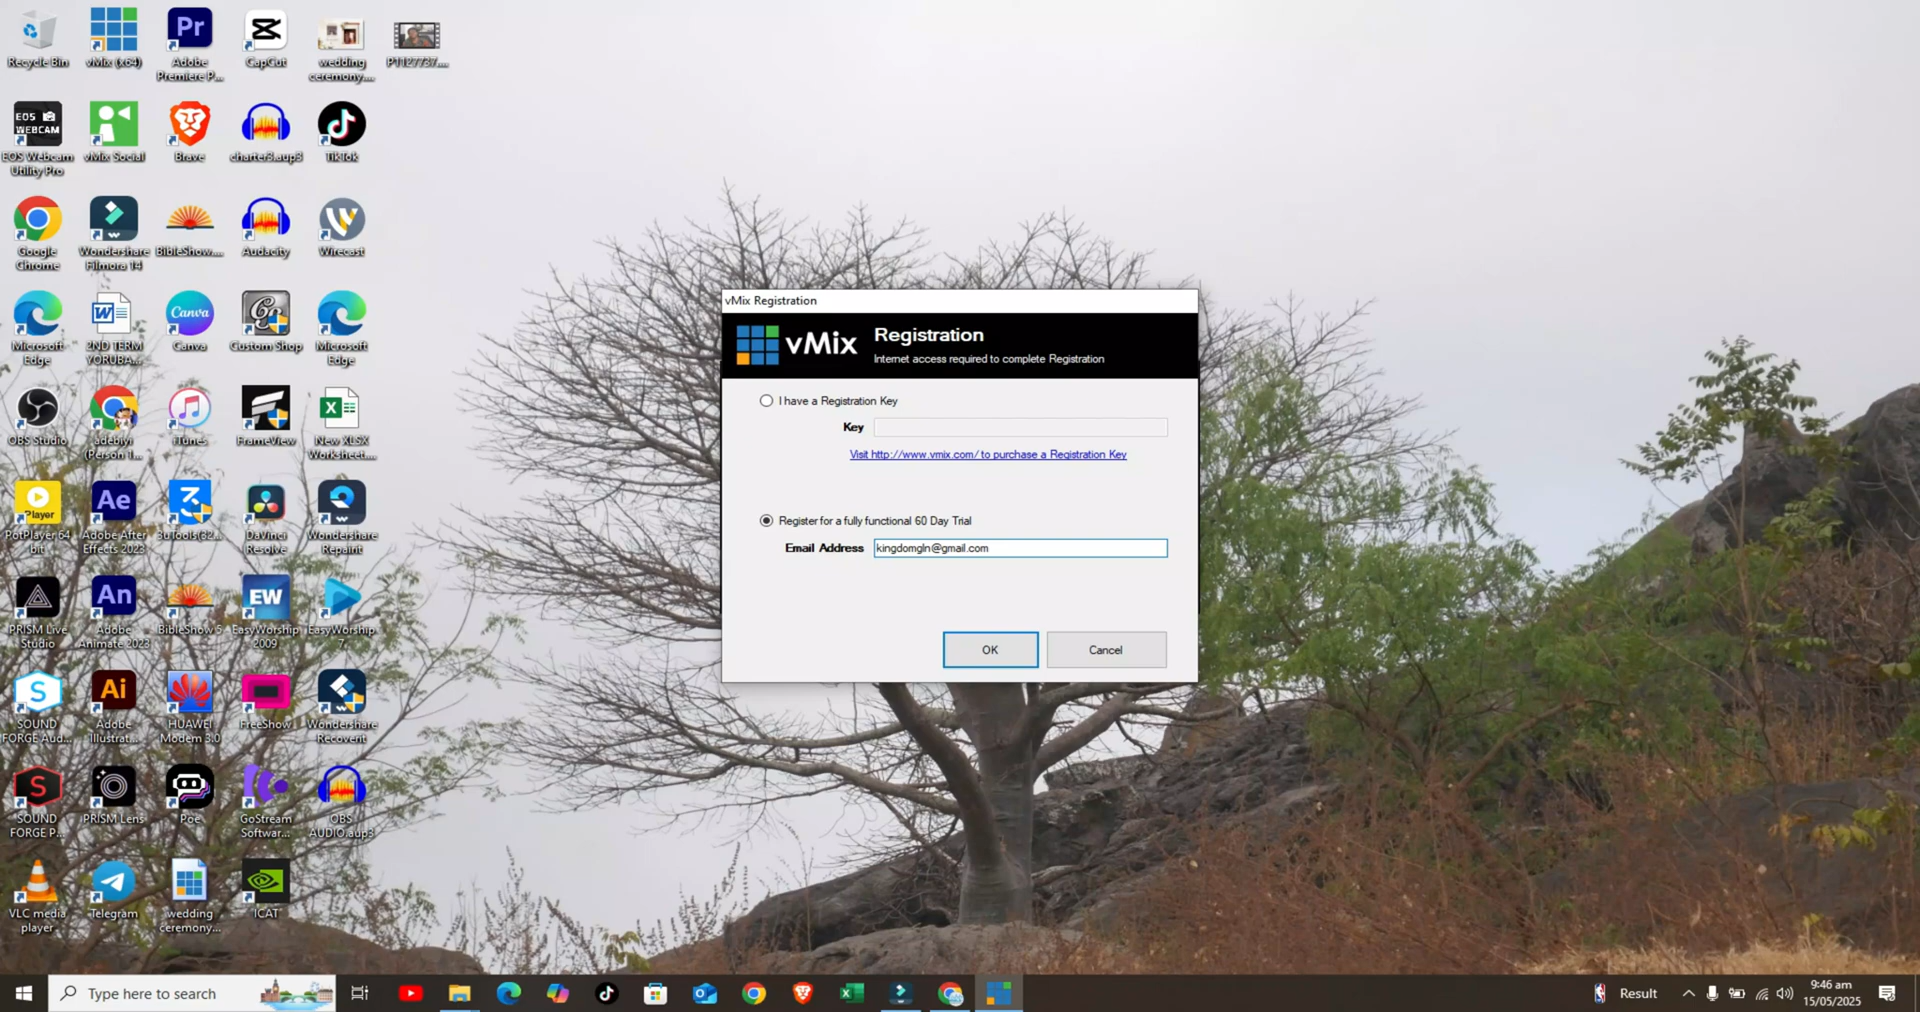 Recycle Bin
vMix (x64)
Pr
Adobe
Premiere P...
CapCut
wedding
ceremony....
P1127737....
EOS
WEBCAM
EOS Webcam
Utility Pro
vMix Social
Brave
charter3.aup3
TikTok
Google
Chrome
Wondershare
Filmora 14
BibleShow....
Audacity
Wirecast
Microsoft
Edge
2ND TERM
YORUBA...
Canva
Canva
Custom Shop
Microsoft
Edge
OBS Studio
adebiyi
(Person 1...
iTunes
FrameView
New XLSX
Worksheet....
Player
PotPlayer 64
bit
Ae
Adobe After
Effects 2023
3uTools(32...
DaVinci
Resolve
Wondershare
Repairit
PRISM Live
Studio
An
Adobe
Animate 2023
BibleShow 5
EW
EasyWorship
2009
EasyWorship
7
SOUND
FORGE Aud...
Ai
Adobe
Illustrat...
HUAWEI
Modem 3.0
FreeShow
Wondershare
Recoverit
SOUND
FORGE P...
PRISM Lens
Poe
GoStream
Softwar...
OBS
AUDIO.aup3
VLC media
player
Telegram
wedding
ceremony...
ICAT
vMix Registration
vMix
Registration
Internet access required to complete Registration
I have a Registration Key
Key
Visit http://www.vmix.com/ to purchase a Registration Key
Register for a fully functional 60 Day Trial
Email Address
kingdomgln@gmail.com
OK
Cancel
Type here to search
Result
9:46 am
15/05/2025